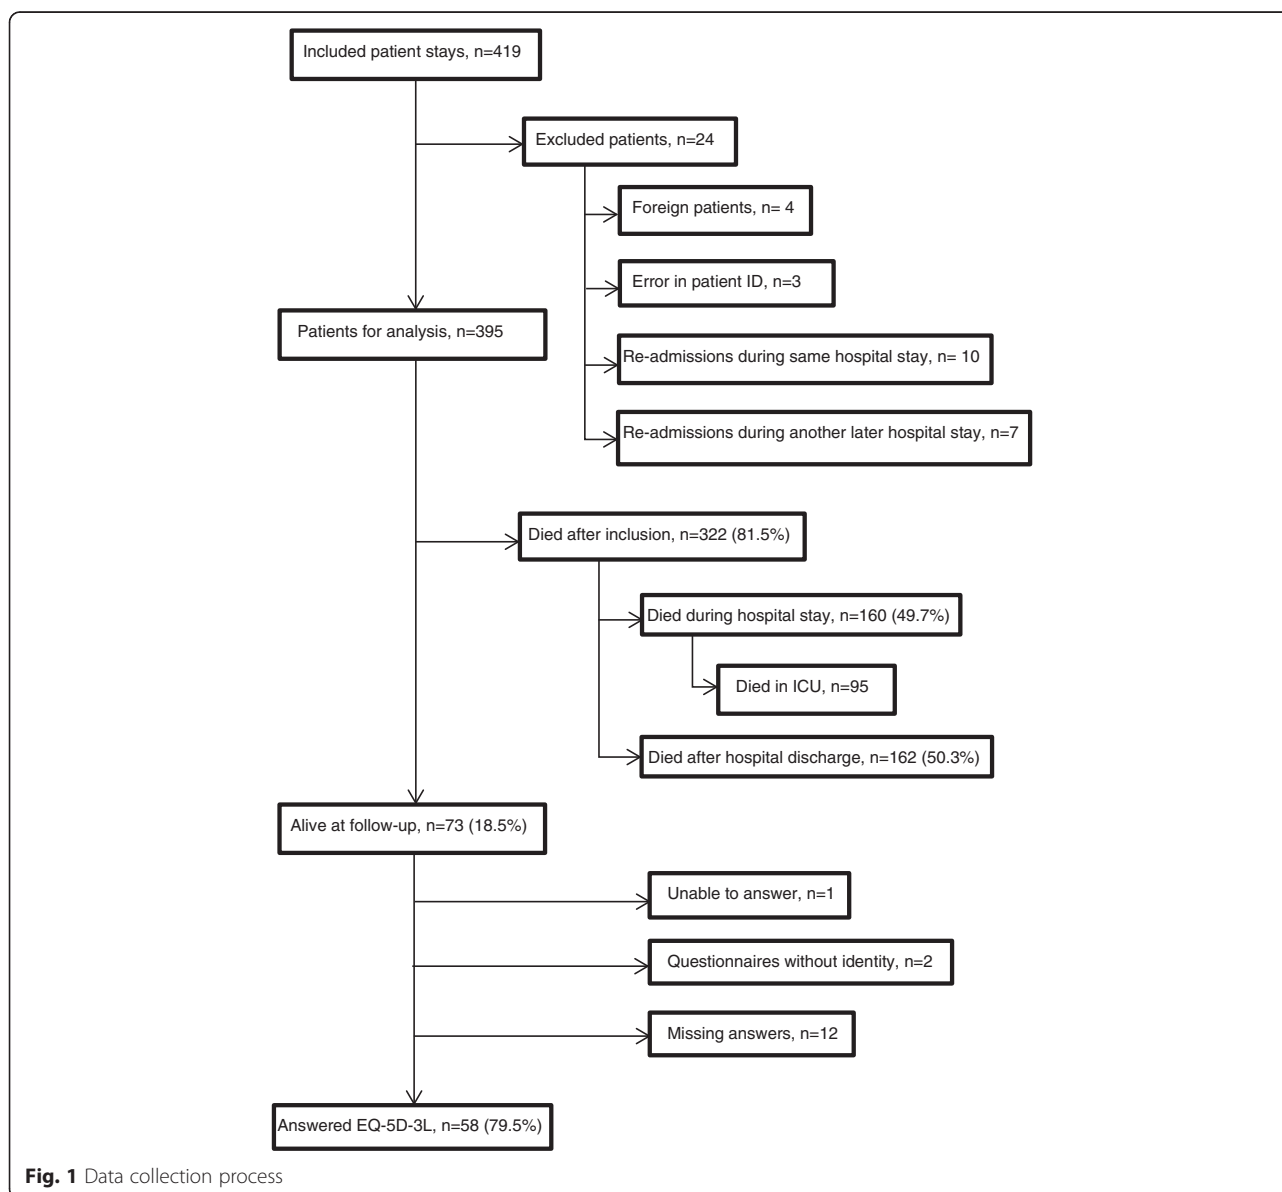 Included patient stays, n=419
Excluded patients, n=24
Foreign patients, n= 4
Error in patient ID, n=3
Patients for analysis, n=395
Re-admissions during same hospital stay, n= 10
Re-admissions during another later hospital stay, n=7
Died after inclusion, n=322 (81.5%)
Died during hospital stay, n=160 (49.7%)
Died in ICU, n=95
Died after hospital discharge, n=162 (50.3%)
Alive at follow-up, n=73 (18.5%)
Unable to answer, n=1
Questionnaires without identity, n=2
Missing answers, n=12
Answered EQ-5D-3L, n=58 (79.5%)
Fig. 1 Data collection process